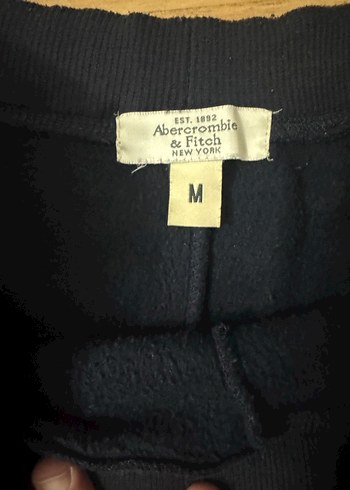 EST. 1892
Abercrombie
& Fitch
NEW YORK
M